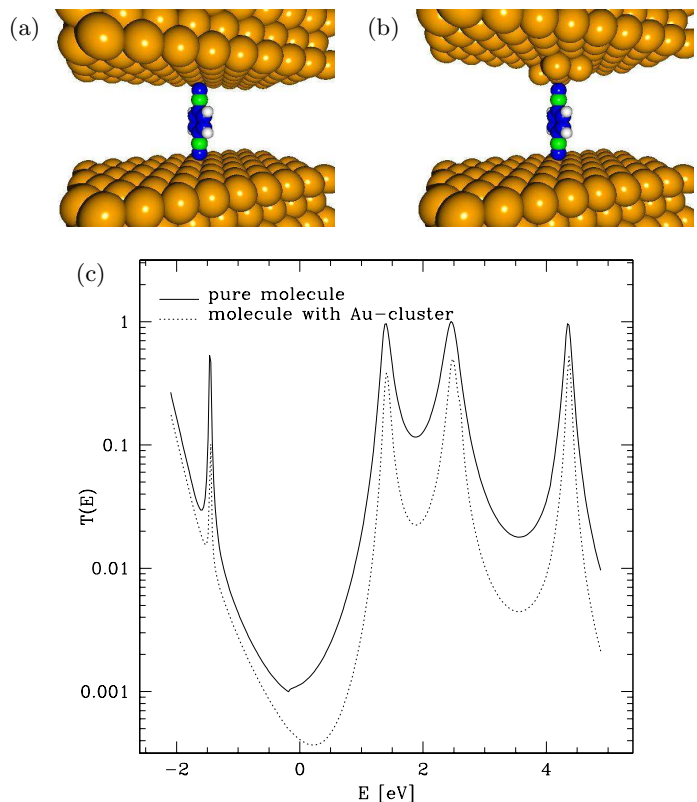 (a)
(b)
(c)
pure molecule
molecule with Au-cluster
1
0.1
0.01
0.001
T(E)
-2
0
2
4
E [eV]